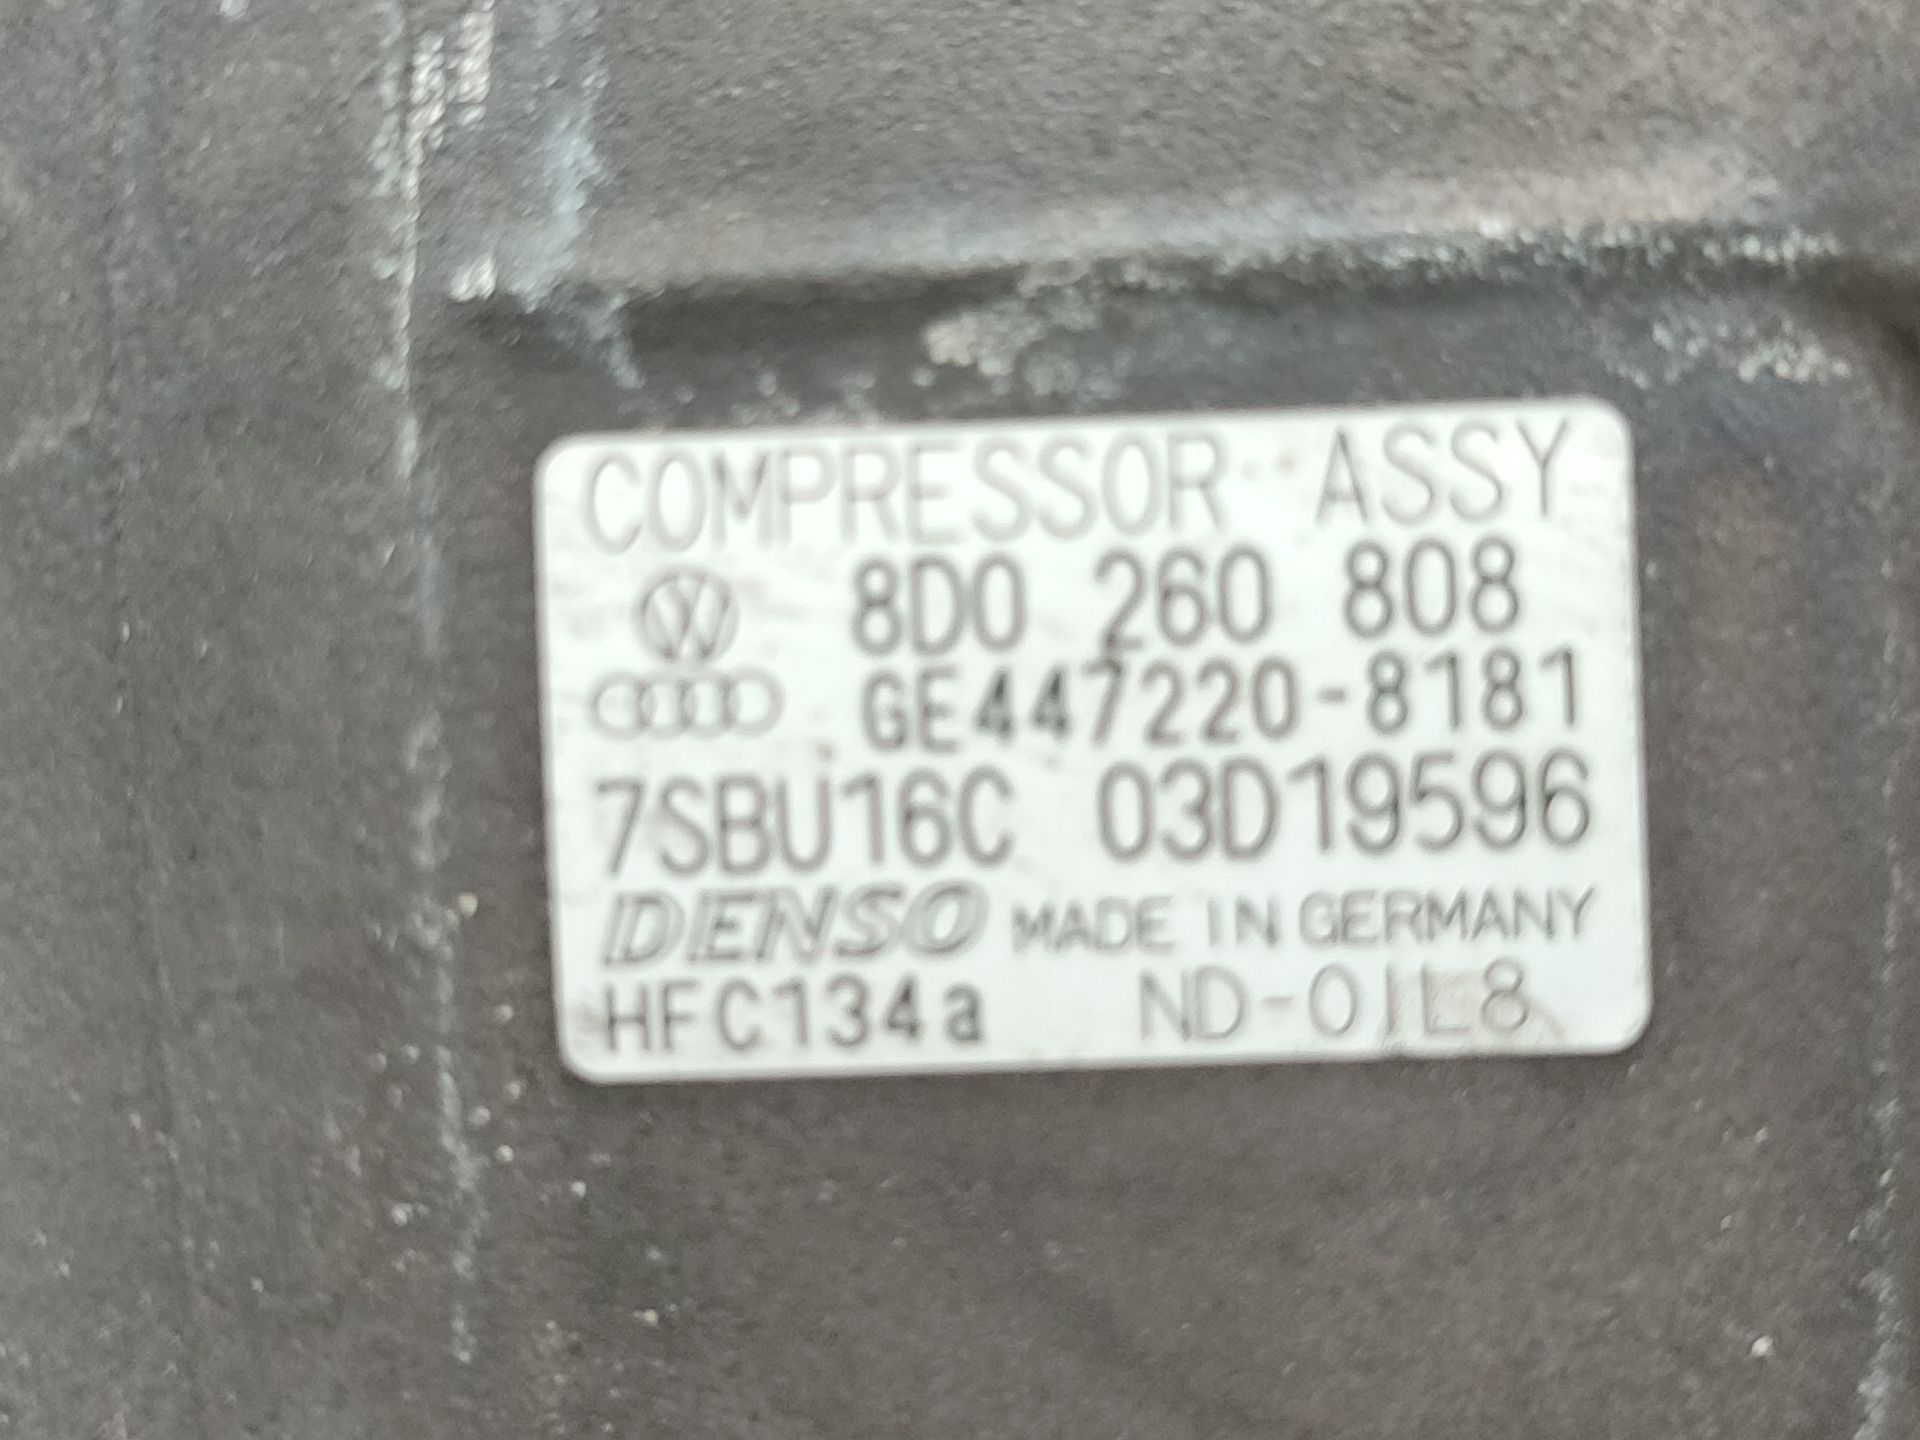 COMPRESSOR ASSY
8D0 260 808
GE447220-8181
7SBU16C 03D19596
DENSO MADE IN GERMANY
HFC134a ND-OIL8